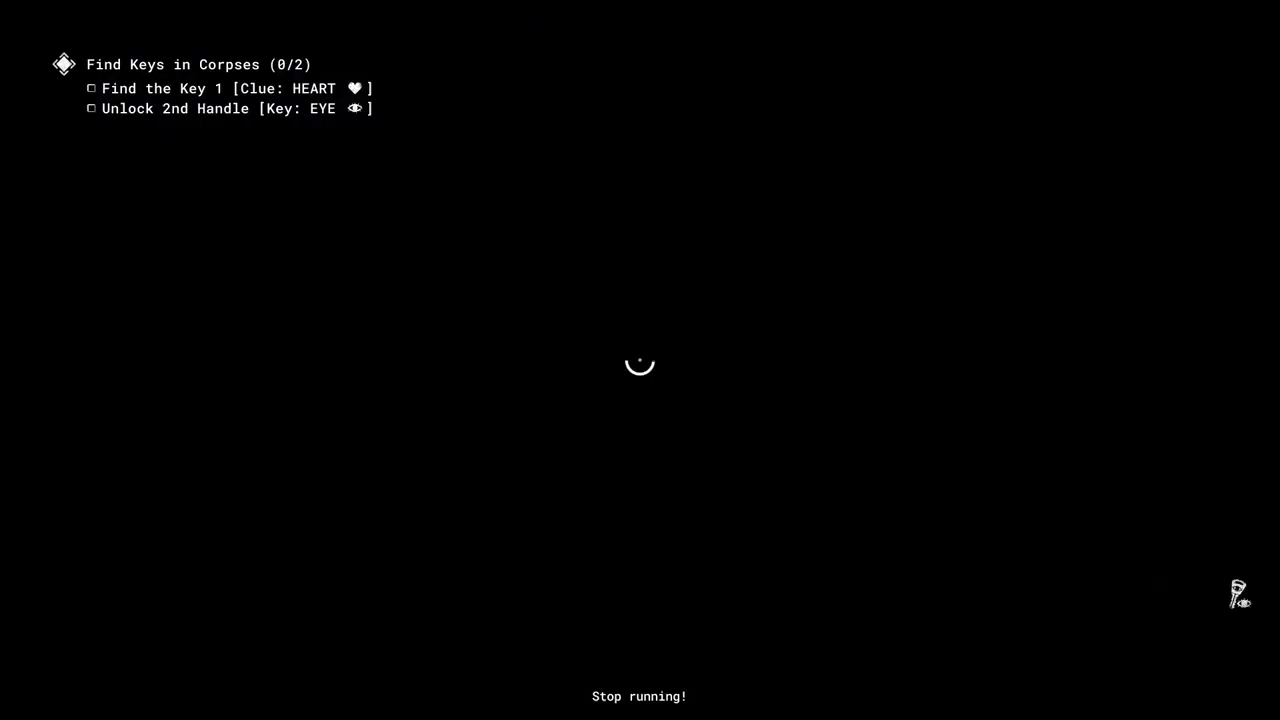 Find Keys in Corpses (0/2)
Find the Key 1 [Clue: HEART ♥]
Unlock 2nd Handle [Key: EYE 👁]
Stop running!